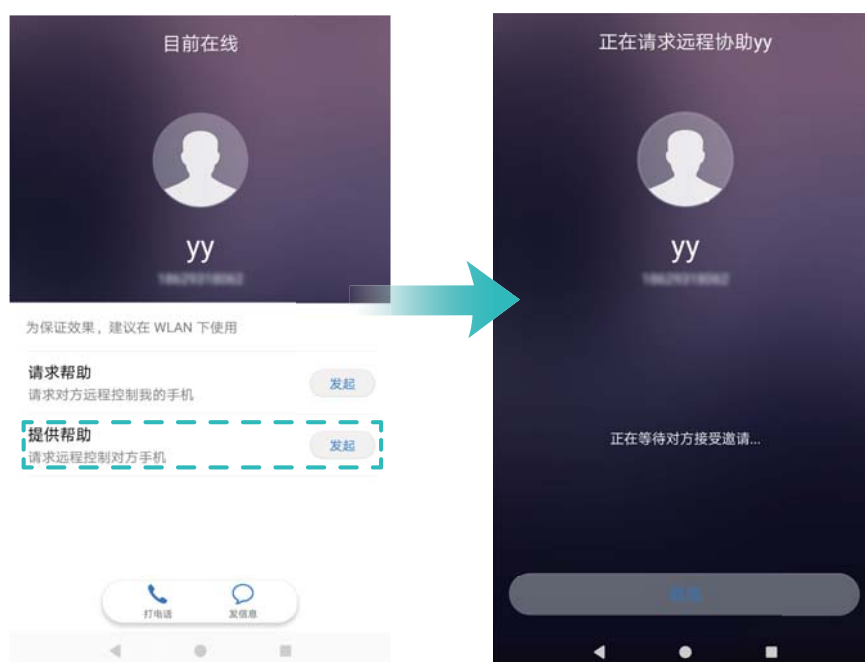 目前在线
yy
为保证效果，建议在 WLAN 下使用
请求帮助
请求对方远程控制我的手机
发起
提供帮助
请求远程控制对方手机
发起
打电话
发信息
正在请求远程协助yy
yy
正在等待对方接受邀请...